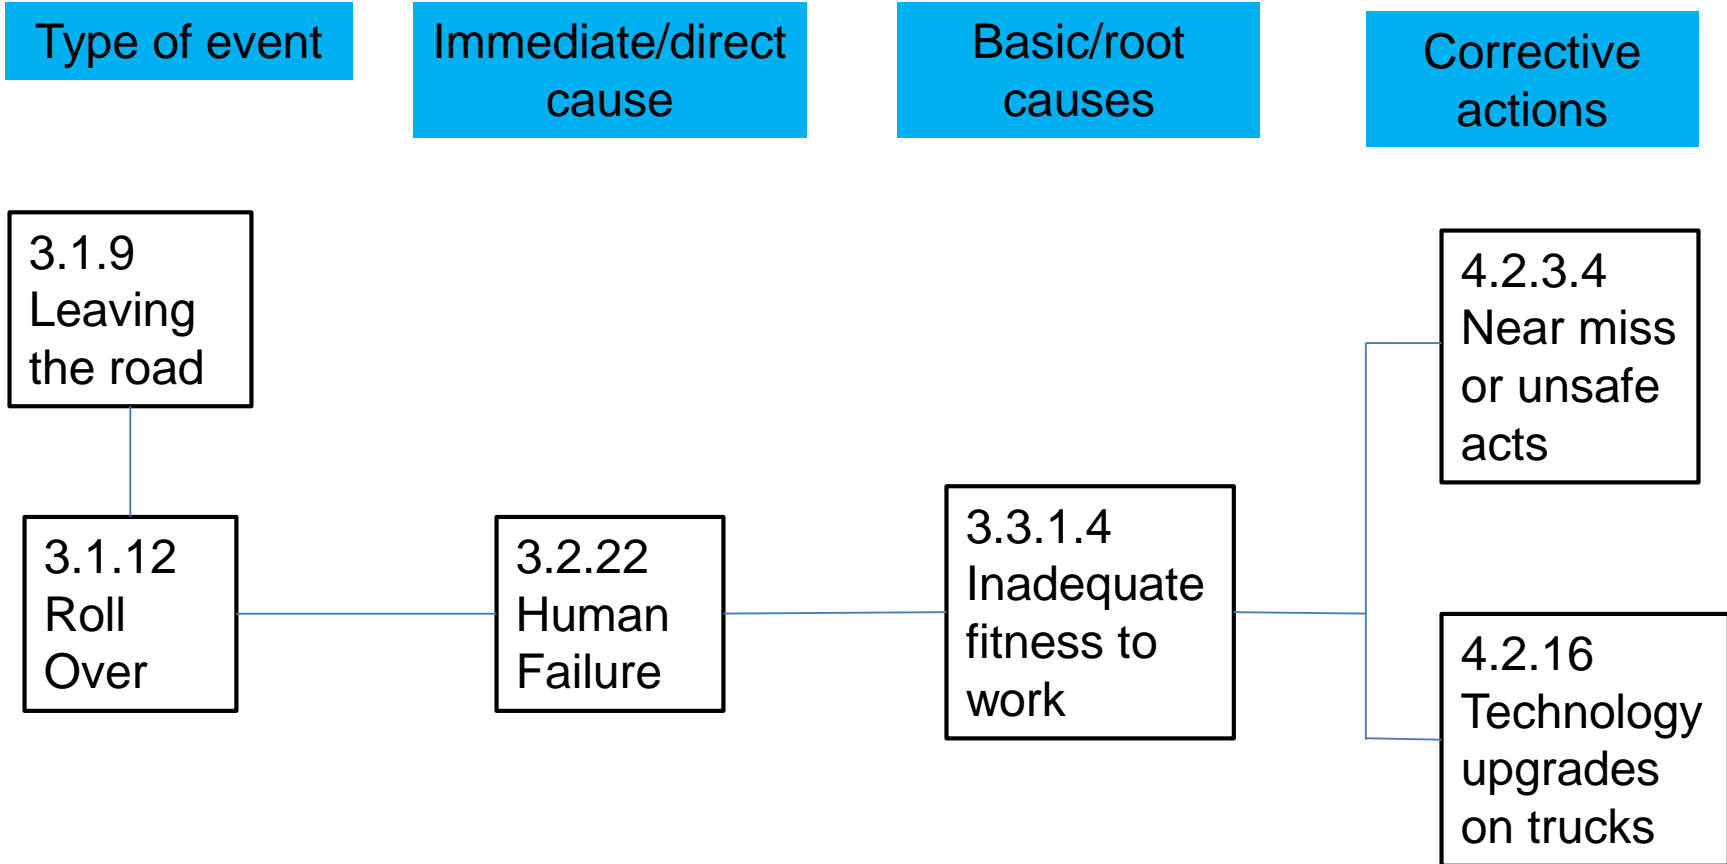 Type of event
Immediate/direct
cause
Basic/root
causes
Corrective
actions
3.1.9
Leaving
the road
3.1.12
Roll
Over
3.2.22
Human
Failure
3.3.1.4
Inadequate
fitness to
work
4.2.3.4
Near miss
or unsafe
acts
4.2.16
Technology
upgrades
on trucks